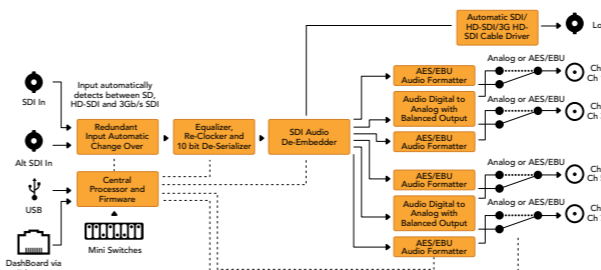 Automatic SDI/
HD-SDI/3G HD-
SDI Cable Driver
Lo
SDI In
Input automatically
detects between SD,
HD-SDI and 3Gb/s SDI
Alt SDI In
Redundant
Input Automatic
Change Over
Equalizer,
Re-Clocker and
10 bit De-Serializer
SDI Audio
De-Embedder
AES/EBU
Audio Formatter
Analog or AES/EBU
Ch
Ch
Audio Digital to
Analog with
Balanced Output
Analog or AES/EBU
Ch
Ch
AES/EBU
Audio Formatter
USB
Central
Processor and
Firmware
Mini Switches
DashBoard via
AES/EBU
Audio Formatter
Analog or AES/EBU
Ch
Ch
Audio Digital to
Analog with
Balanced Output
Analog or AES/EBU
Ch
Ch
AES/EBU
Audio Formatter